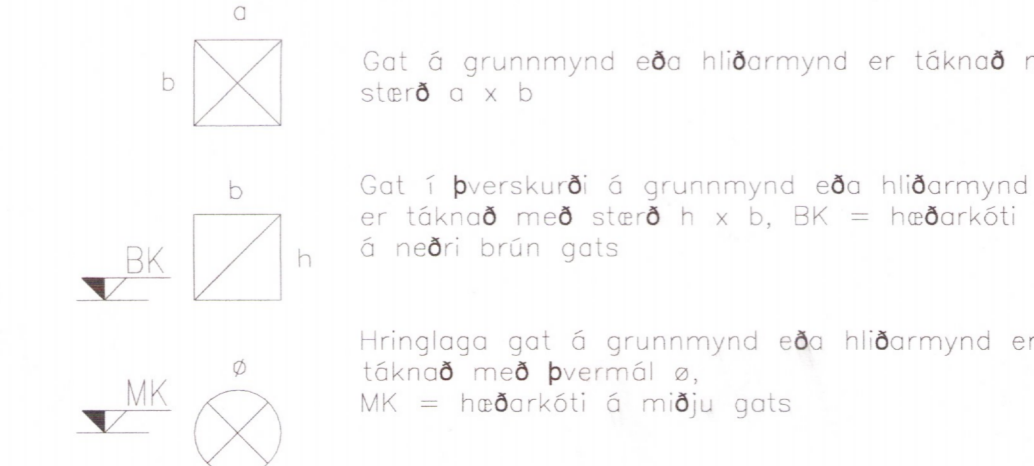 a
b
Gat á grunnmynd eða hliðarmynd er táknað
stærð a x b
b
h
BK
Gat í þverskurði á grunnmynd eða hliðarmynd
er táknað með stærð h x b, BK = hæðarkóti
á neðri brún gats
ø
MK
Hringlaga gat á grunnmynd eða hliðarmynd er
táknað með þvermál ø,
MK = hæðarkóti á miðju gats